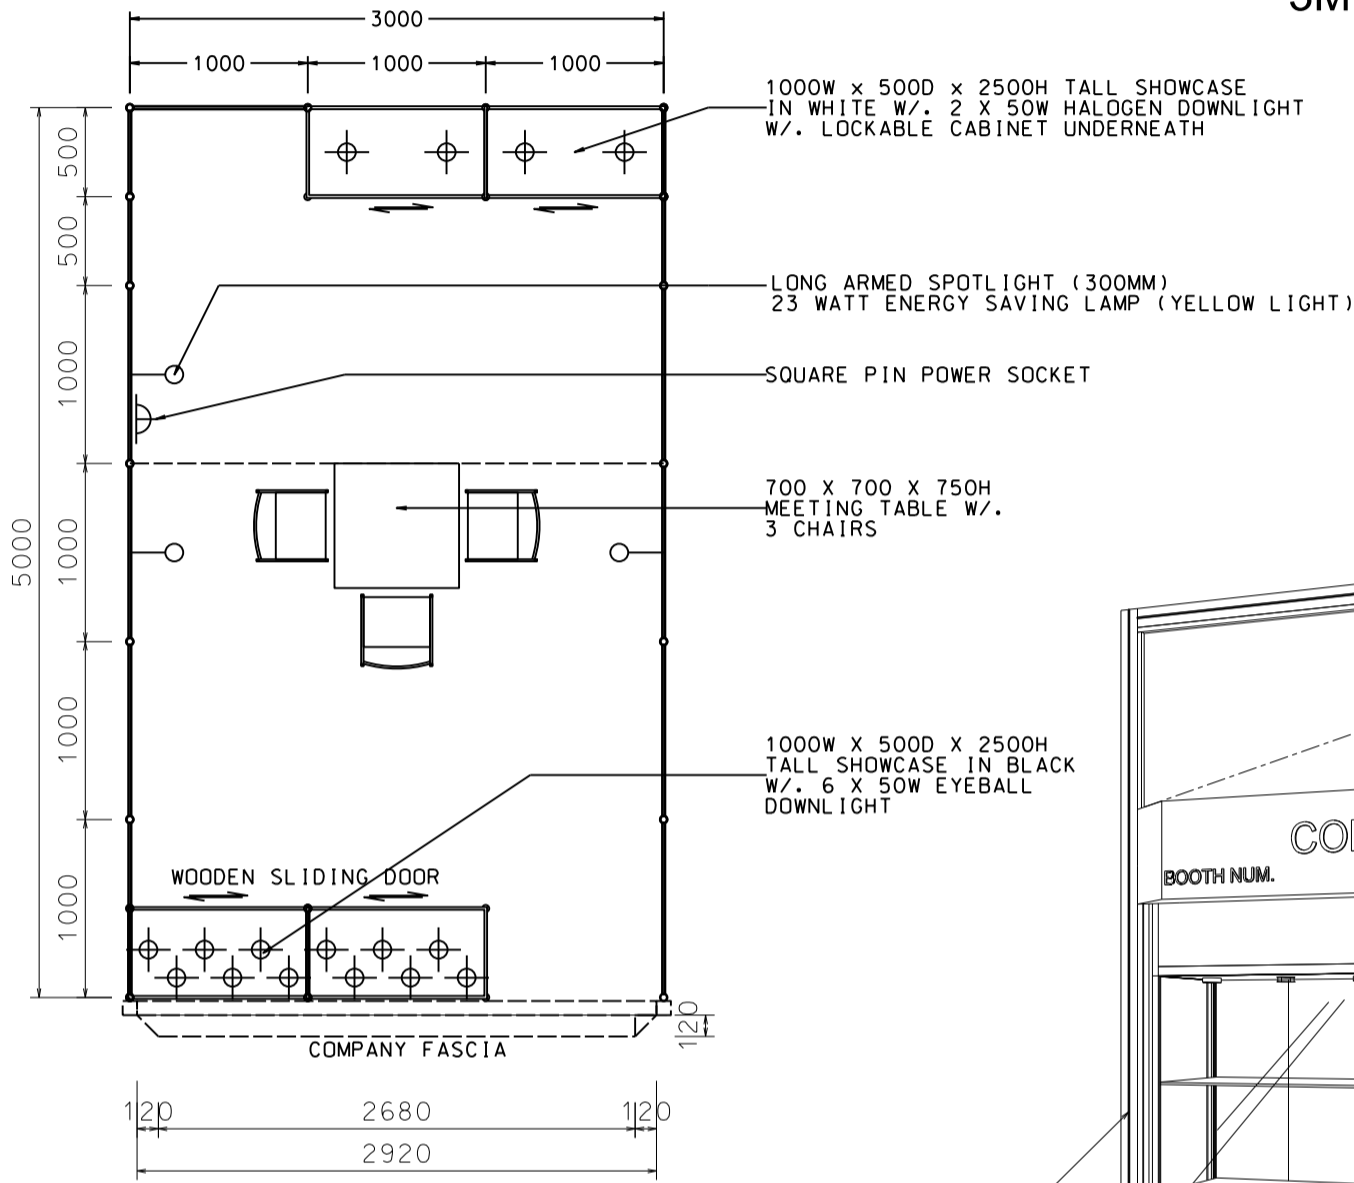 3000
1000
1000
1000
1000W x 500D x 2500H TALL SHOWCASE
IN WHITE W/. 2 X 50W HALOGEN DOWNLIGHT
W/. LOCKABLE CABINET UNDERNEATH
500
500
LONG ARMED SPOTLIGHT (300MM)
23 WATT ENERGY SAVING LAMP (YELLOW LIGHT)
1000
SQUARE PIN POWER SOCKET
700 X 700 X 750H
MEETING TABLE W/.
3 CHAIRS
5000
1000
1000
1000W X 500D X 2500H
TALL SHOWCASE IN BLACK
W/. 6 X 50W EYEBALL
DOWNLIGHT
BOOTH NUM.
WOODEN SLIDING DOOR
1000
120
COMPANY FASCIA
120
2680
120
2920